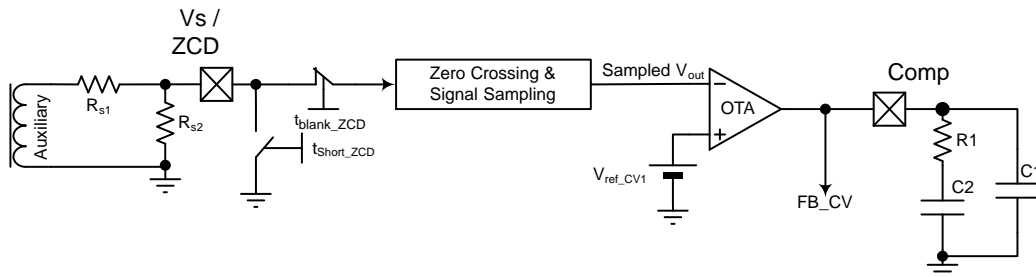 Vs /
ZCD
Comp
Zero Crossing &
Signal Sampling
Sampled Vout
Rs1
Rs2
Auxiliary
tblank_ZCD
tShort_ZCD
OTA
Vref_CV1
FB_CV
R1
C2
C1